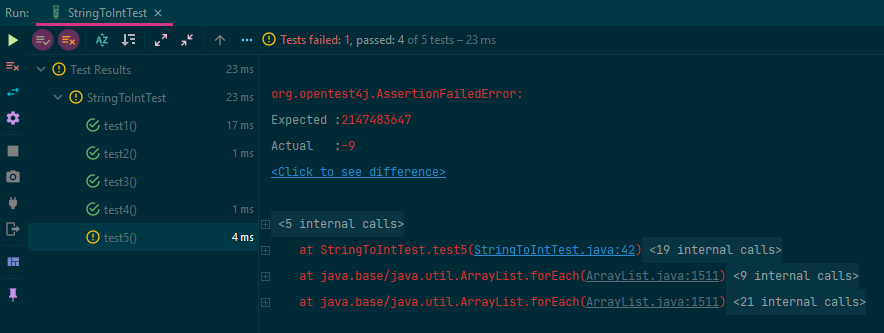 Run: StringToIntTest ×
Tests failed: 1, passed: 4 of 5 tests – 23 ms
Test Results 23 ms
StringToIntTest 23 ms
test1() 17 ms
test2() 1 ms
test3()
test4() 1 ms
test5() 4 ms
org.opentest4j.AssertionFailedError:
Expected :2147483647
Actual   :-9
<Click to see difference>
<5 internal calls>
at StringToIntTest.test5(StringToIntTest.java:42) <19 internal calls>
at java.base/java.util.ArrayList.forEach(ArrayList.java:1511) <9 internal calls>
at java.base/java.util.ArrayList.forEach(ArrayList.java:1511) <21 internal calls>